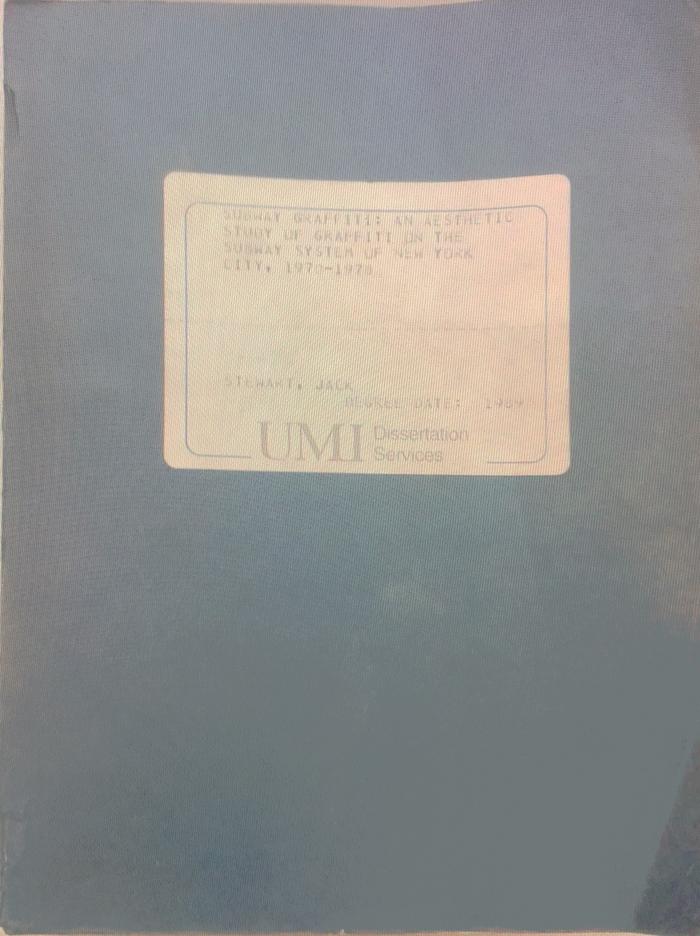 SUBWAY GRAFFITI: AN AESTHETIC
STUDY OF GRAFFITI ON THE
SUBWAY SYSTEM OF NEW YORK
CITY, 1970-1978
STEWART, JACK
DEGREE DATE: 1989
UMI Dissertation
Services